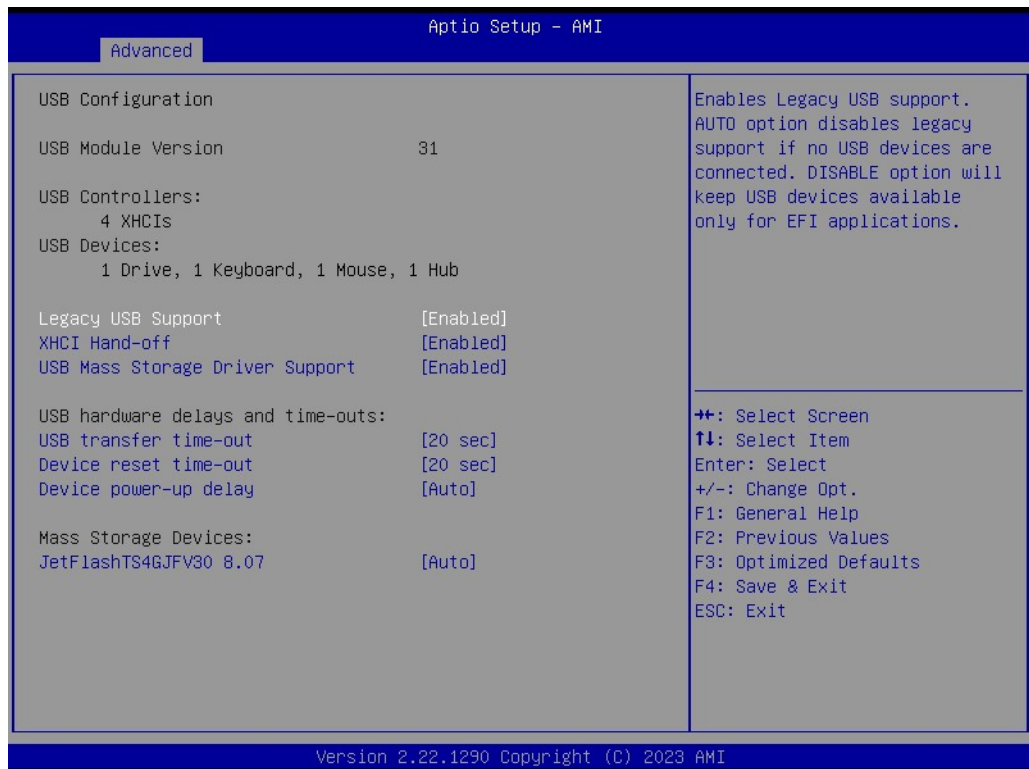 Aptio Setup – AMI
Advanced
USB Configuration
USB Module Version 31
USB Controllers:
4 XHCIs
USB Devices:
1 Drive, 1 Keyboard, 1 Mouse, 1 Hub
Legacy USB Support [Enabled]
XHCI Hand-off [Enabled]
USB Mass Storage Driver Support [Enabled]
USB hardware delays and time-outs:
USB transfer time-out [20 sec]
Device reset time-out [20 sec]
Device power-up delay [Auto]
Mass Storage Devices:
JetFlashTS4GJFV30 8.07 [Auto]
Enables Legacy USB support.
AUTO option disables legacy
support if no USB devices are
connected. DISABLE option will
keep USB devices available
only for EFI applications.
→←: Select Screen
↑↓: Select Item
Enter: Select
+/-: Change Opt.
F1: General Help
F2: Previous Values
F3: Optimized Defaults
F4: Save & Exit
ESC: Exit
Version 2.22.1290 Copyright (C) 2023 AMI